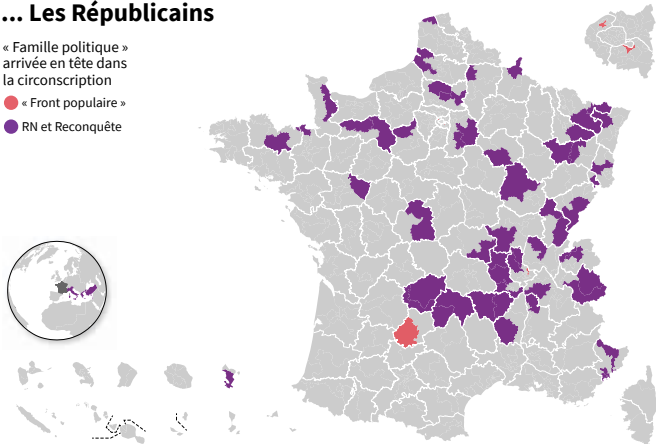 ... Les Républicains
« Famille politique »
arrivée en tête dans
la circonscription
« Front populaire »
RN et Reconquête